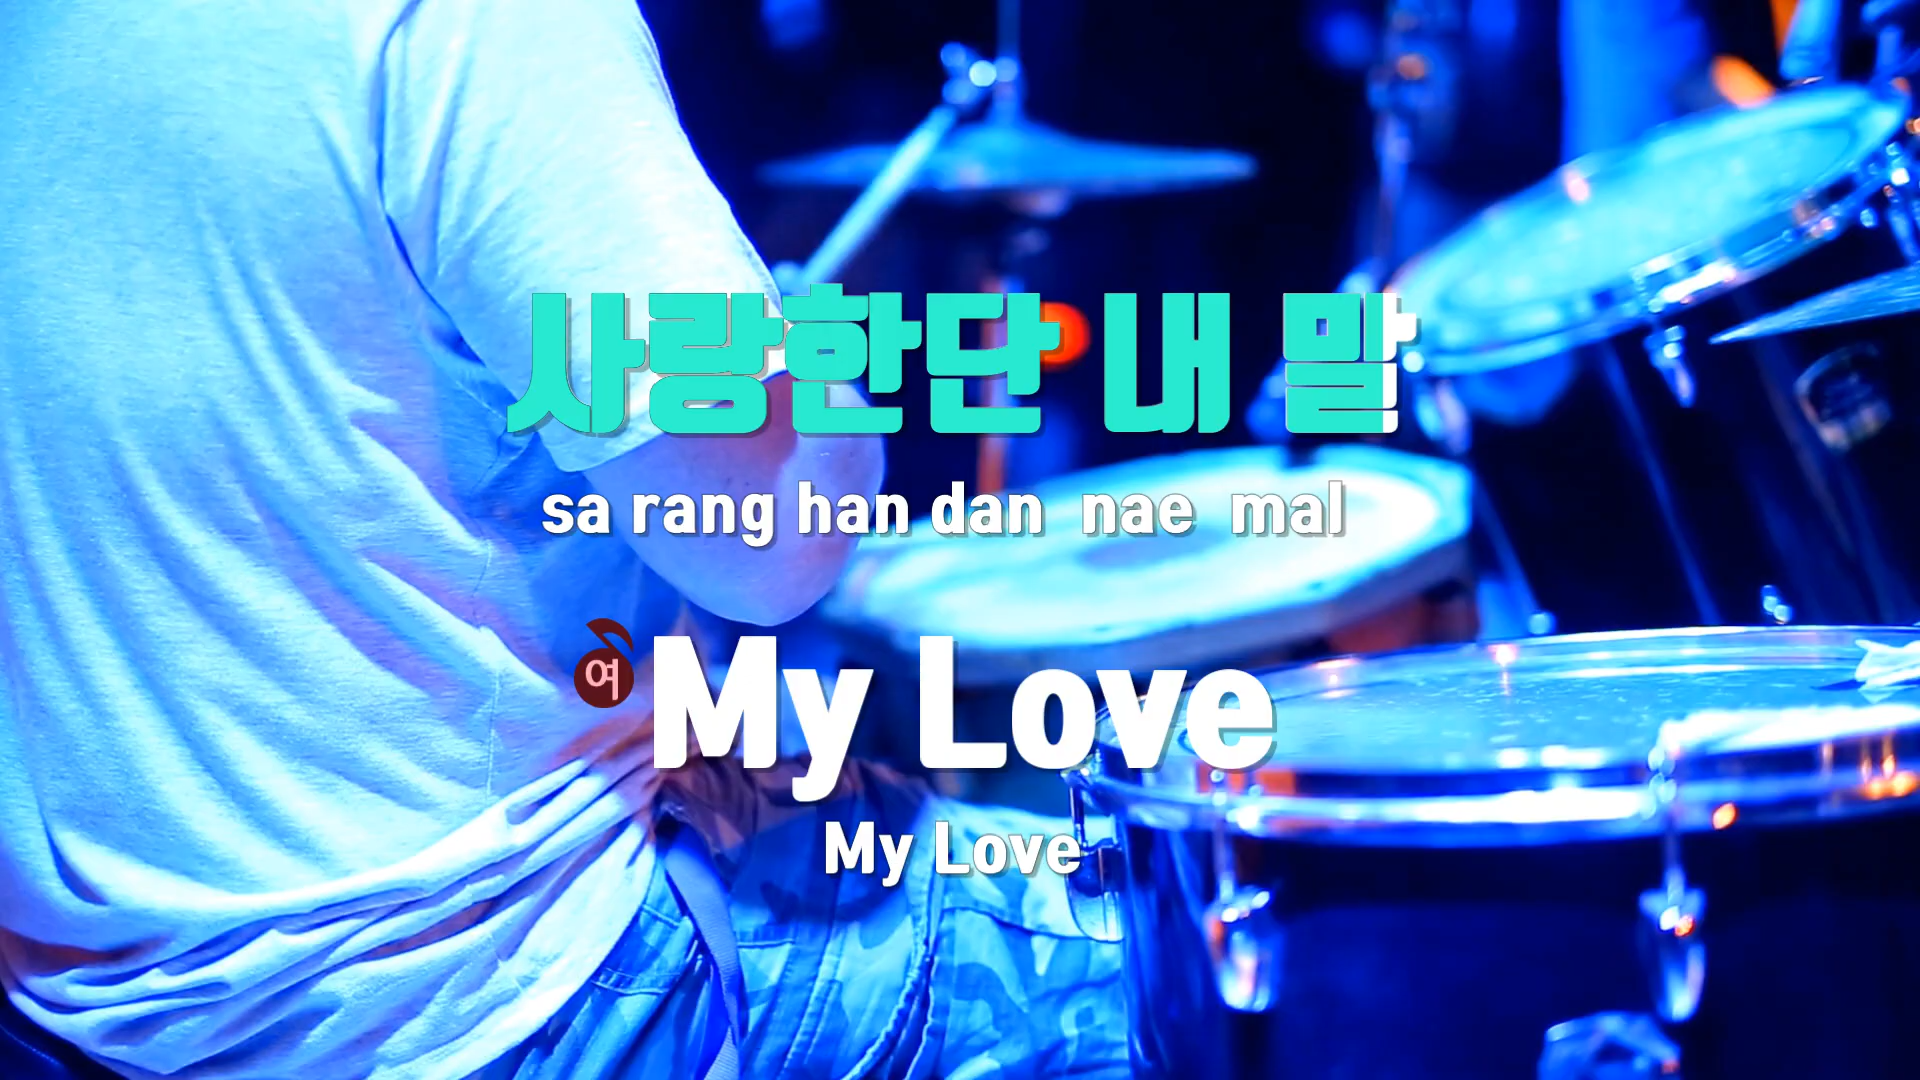 사랑한단 내 말
sa rang han dan nae mal
여 My Love
My Love